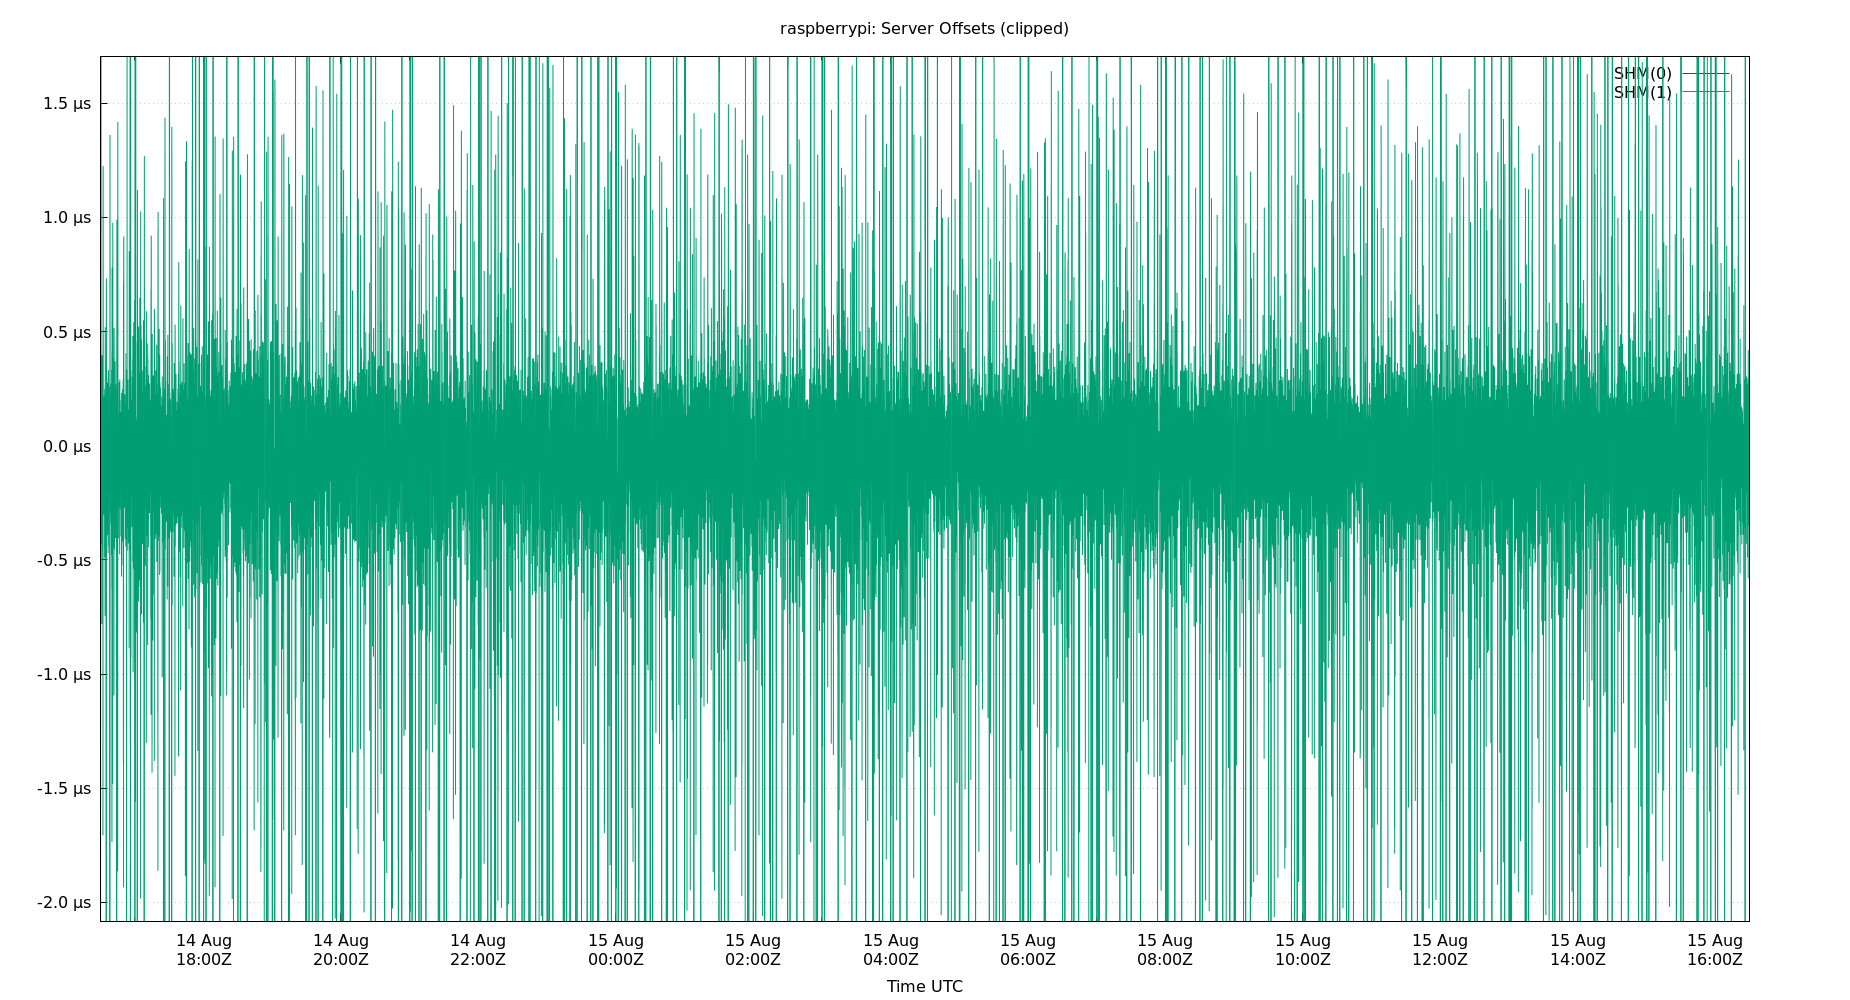 raspberrypi: Server Offsets (clipped)
SHM(0)
SHM(1)
1.5 µs
1.0 µs
0.5 µs
0.0 µs
-0.5 µs
-1.0 µs
-1.5 µs
-2.0 µs
14 Aug 14 Aug 14 Aug 15 Aug 15 Aug 15 Aug 15 Aug 15 Aug 15 Aug 15 Aug 15 Aug 15 Aug
18:00Z 20:00Z 22:00Z 00:00Z 02:00Z 04:00Z 06:00Z 08:00Z 10:00Z 12:00Z 14:00Z 16:00Z
Time UTC